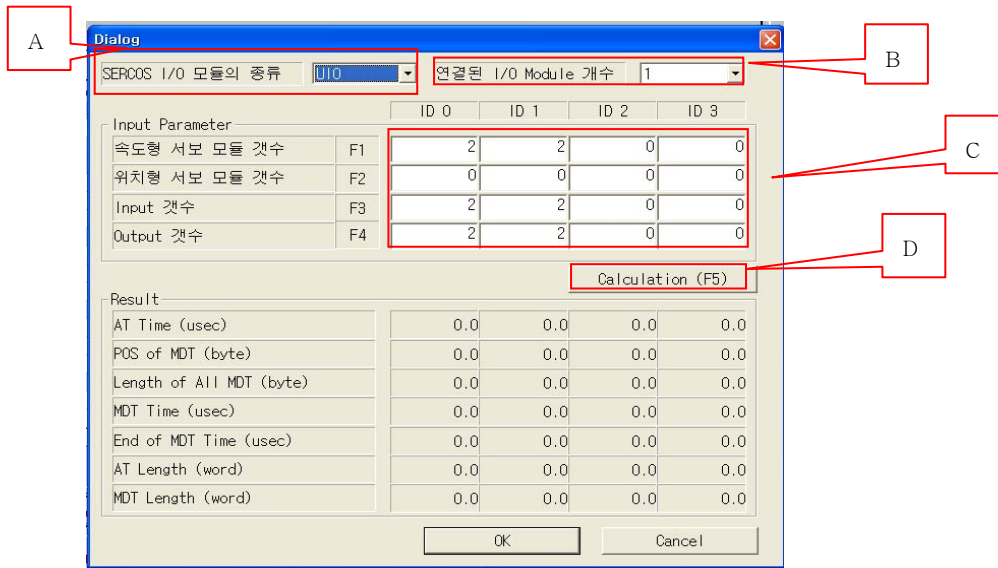 A
B
C
D
Dialog
SERCOS I/O 모듈의 종류 UIO 연결된 I/O Module 개수 1
ID 0 ID 1 ID 2 ID 3
Input Parameter
속도형 서보 모듈 갯수 F1 2 2 0 0
위치형 서보 모듈 갯수 F2 0 0 0 0
Input 갯수 F3 2 2 0 0
Output 갯수 F4 2 2 0 0
Calculation (F5)
Result
AT Time (usec) 0.0 0.0 0.0 0.0
POS of MDT (byte) 0.0 0.0 0.0 0.0
Length of All MDT (byte) 0.0 0.0 0.0 0.0
MDT Time (usec) 0.0 0.0 0.0 0.0
End of MDT Time (usec) 0.0 0.0 0.0 0.0
AT Length (word) 0.0 0.0 0.0 0.0
MDT Length (word) 0.0 0.0 0.0 0.0
OK Cancel